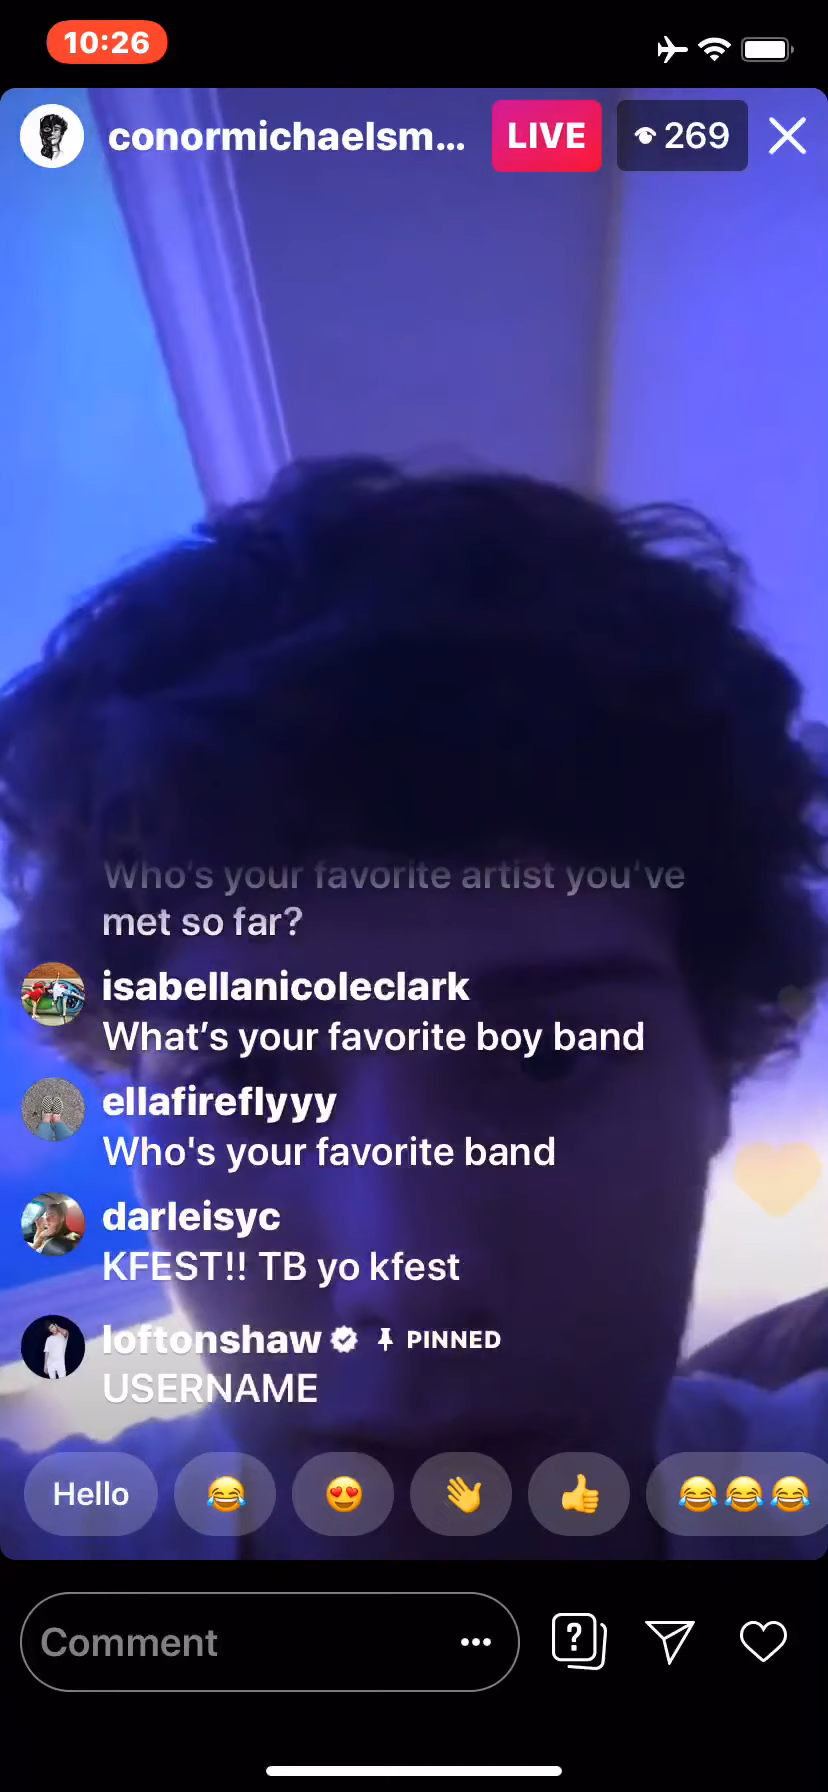 10:26
conormichaelsm...
LIVE
269
Who's your favorite artist you've
met so far?
isabellanicoleclark
What's your favorite boy band
ellafireflyyy
Who's your favorite band
darleisyc
KFEST!! TB yo kfest
loftonshaw PINNED
USERNAME
Hello
Comment